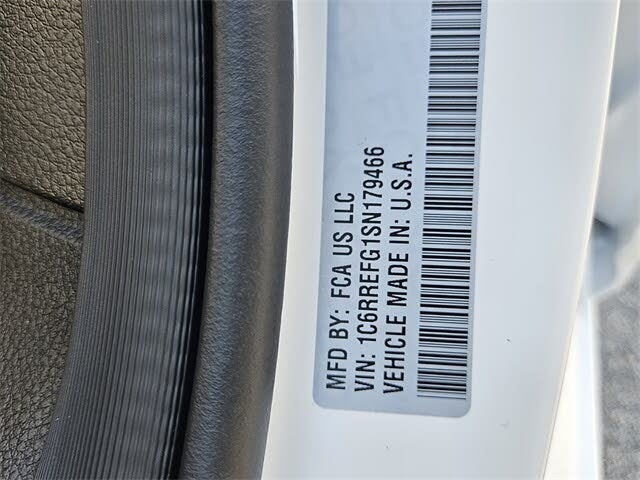 MFD BY: FCA US LLC
VIN: 1C6RREFG1SN179466
VEHICLE MADE IN: U.S.A.